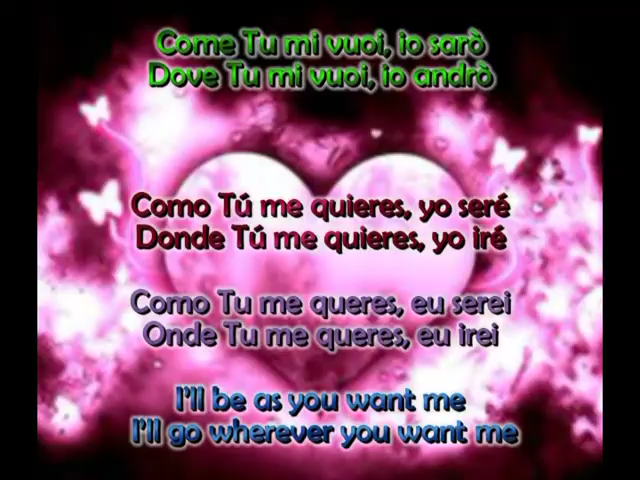 Come Tu mi vuoi, io sarò
Dove Tu mi vuoi, io andrò
Como Tú me quieres, yo seré
Donde Tú me quieres, yo iré
Como Tu me queres, eu serei
Onde Tu me queres, eu irei
I'll be as you want me
I'll go wherever you want me